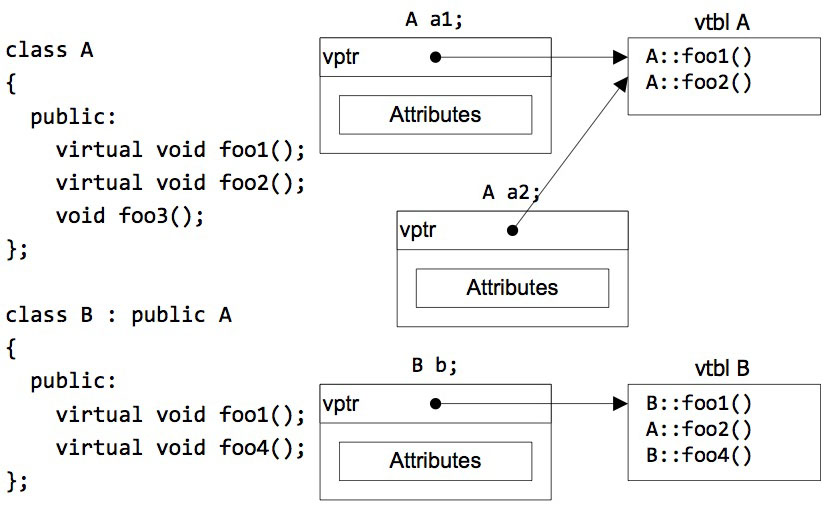 class A
{
public:
virtual void foo1();
virtual void foo2();
void foo3();
};
class B : public A
{
public:
virtual void foo1();
virtual void foo4();
};
A a1;
vptr
Attributes
vtbl A
A::foo1()
A::foo2()
A a2;
vptr
Attributes
B b;
vptr
Attributes
vtbl B
B::foo1()
A::foo2()
B::foo4()